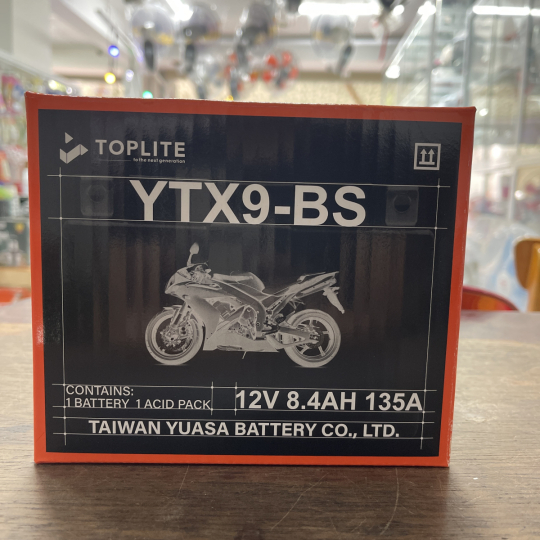 TOPLITE
to the next generation
YTX9-BS
CONTAINS:
1 BATTERY 1 ACID PACK
12V 8.4AH 135A
TAIWAN YUASA BATTERY CO., LTD.